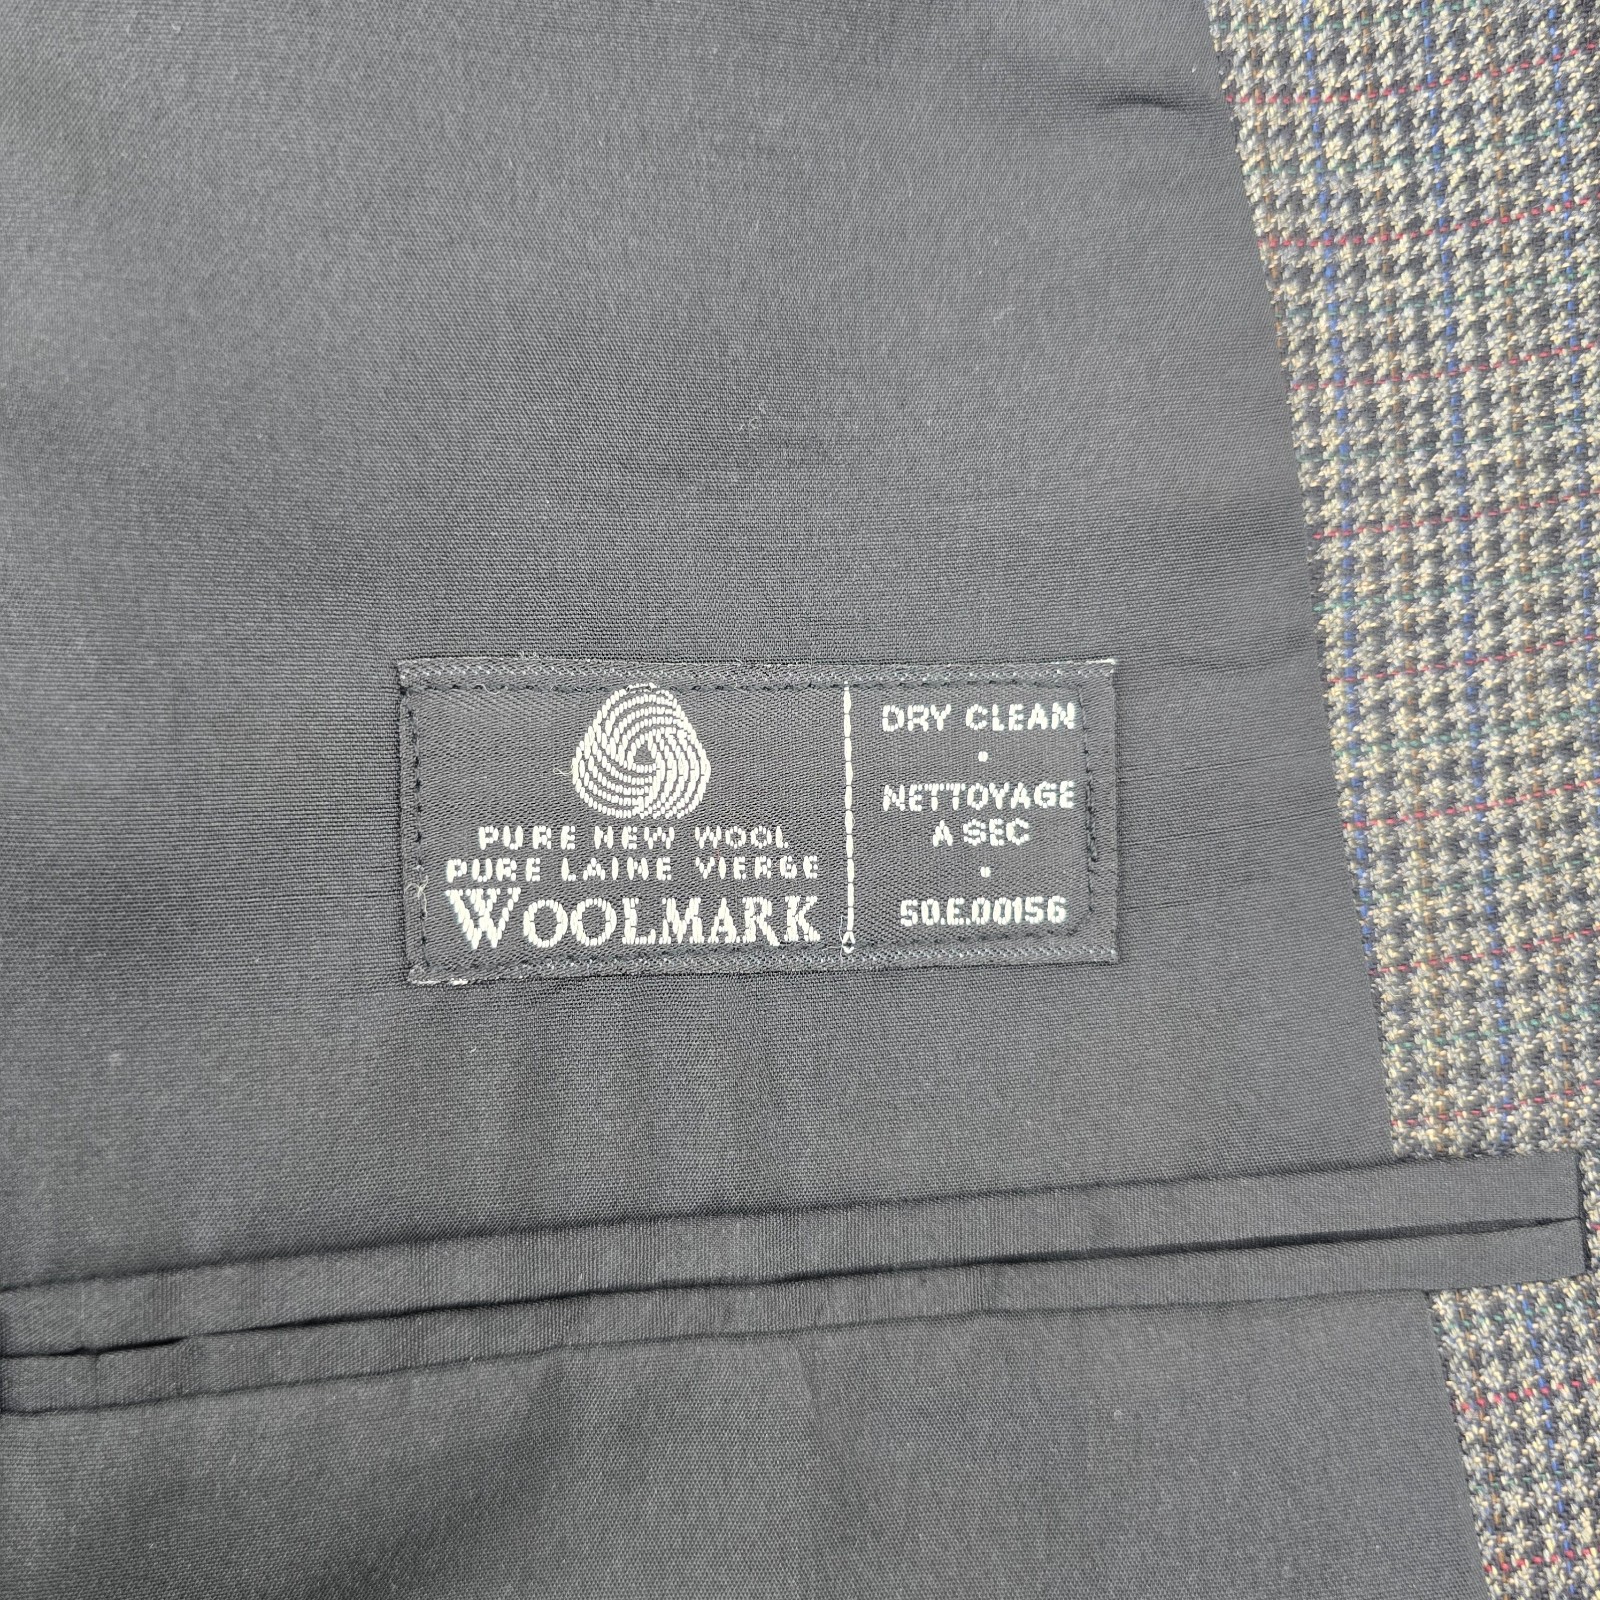 PURE NEW WOOL
PURE LAINE VIERGE
WOOLMARK
DRY CLEAN
•
NETTOYAGE
A SEC
•
50.E.00156